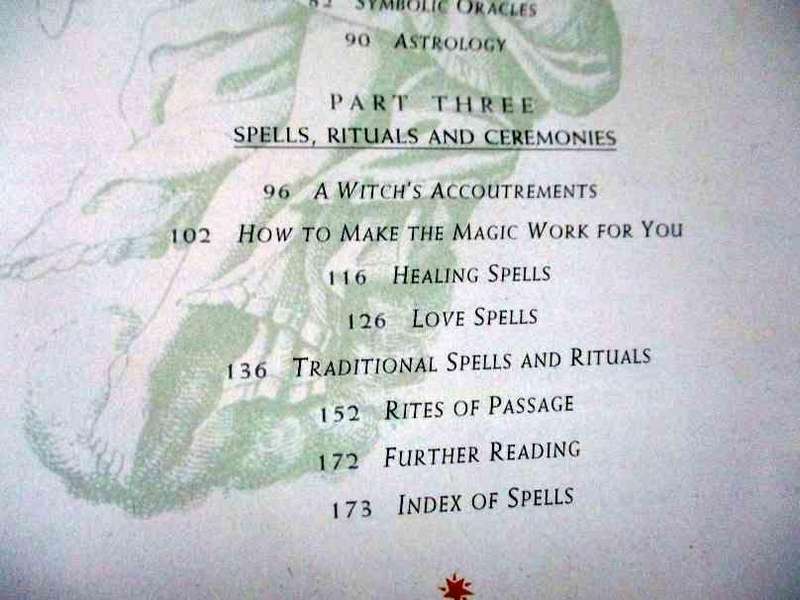 82 SYMBOLIC ORACLES
90 ASTROLOGY
PART THREE
SPELLS, RITUALS AND CEREMONIES
96 A WITCH'S ACCOUTREMENTS
102 HOW TO MAKE THE MAGIC WORK FOR YOU
116 HEALING SPELLS
126 LOVE SPELLS
136 TRADITIONAL SPELLS AND RITUALS
152 RITES OF PASSAGE
172 FURTHER READING
173 INDEX OF SPELLS